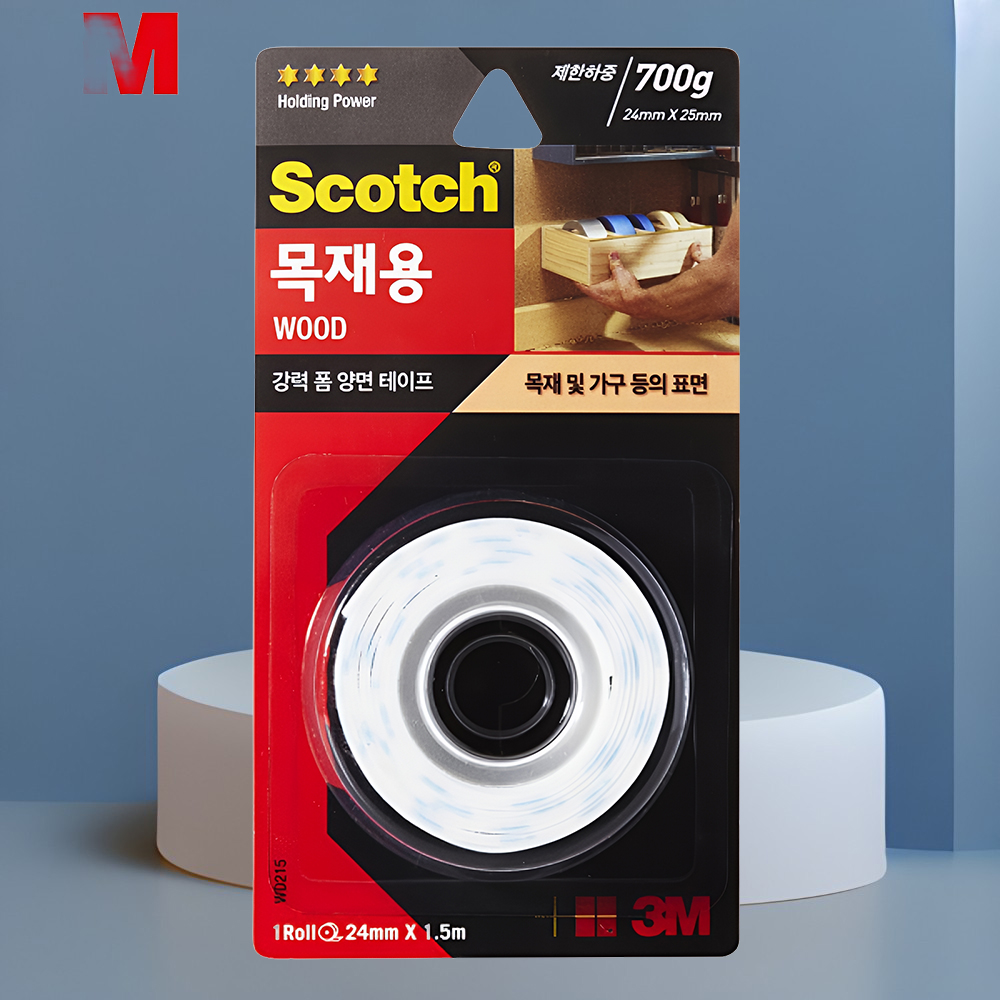 M
Holding Power
제한하중
700g
24mm X 25mm
Scotch®
목재용
WOOD
강력 폼 양면 테이프
목재 및 가구 등의 표면
WD215
1Roll 24mm X 1.5m
3M